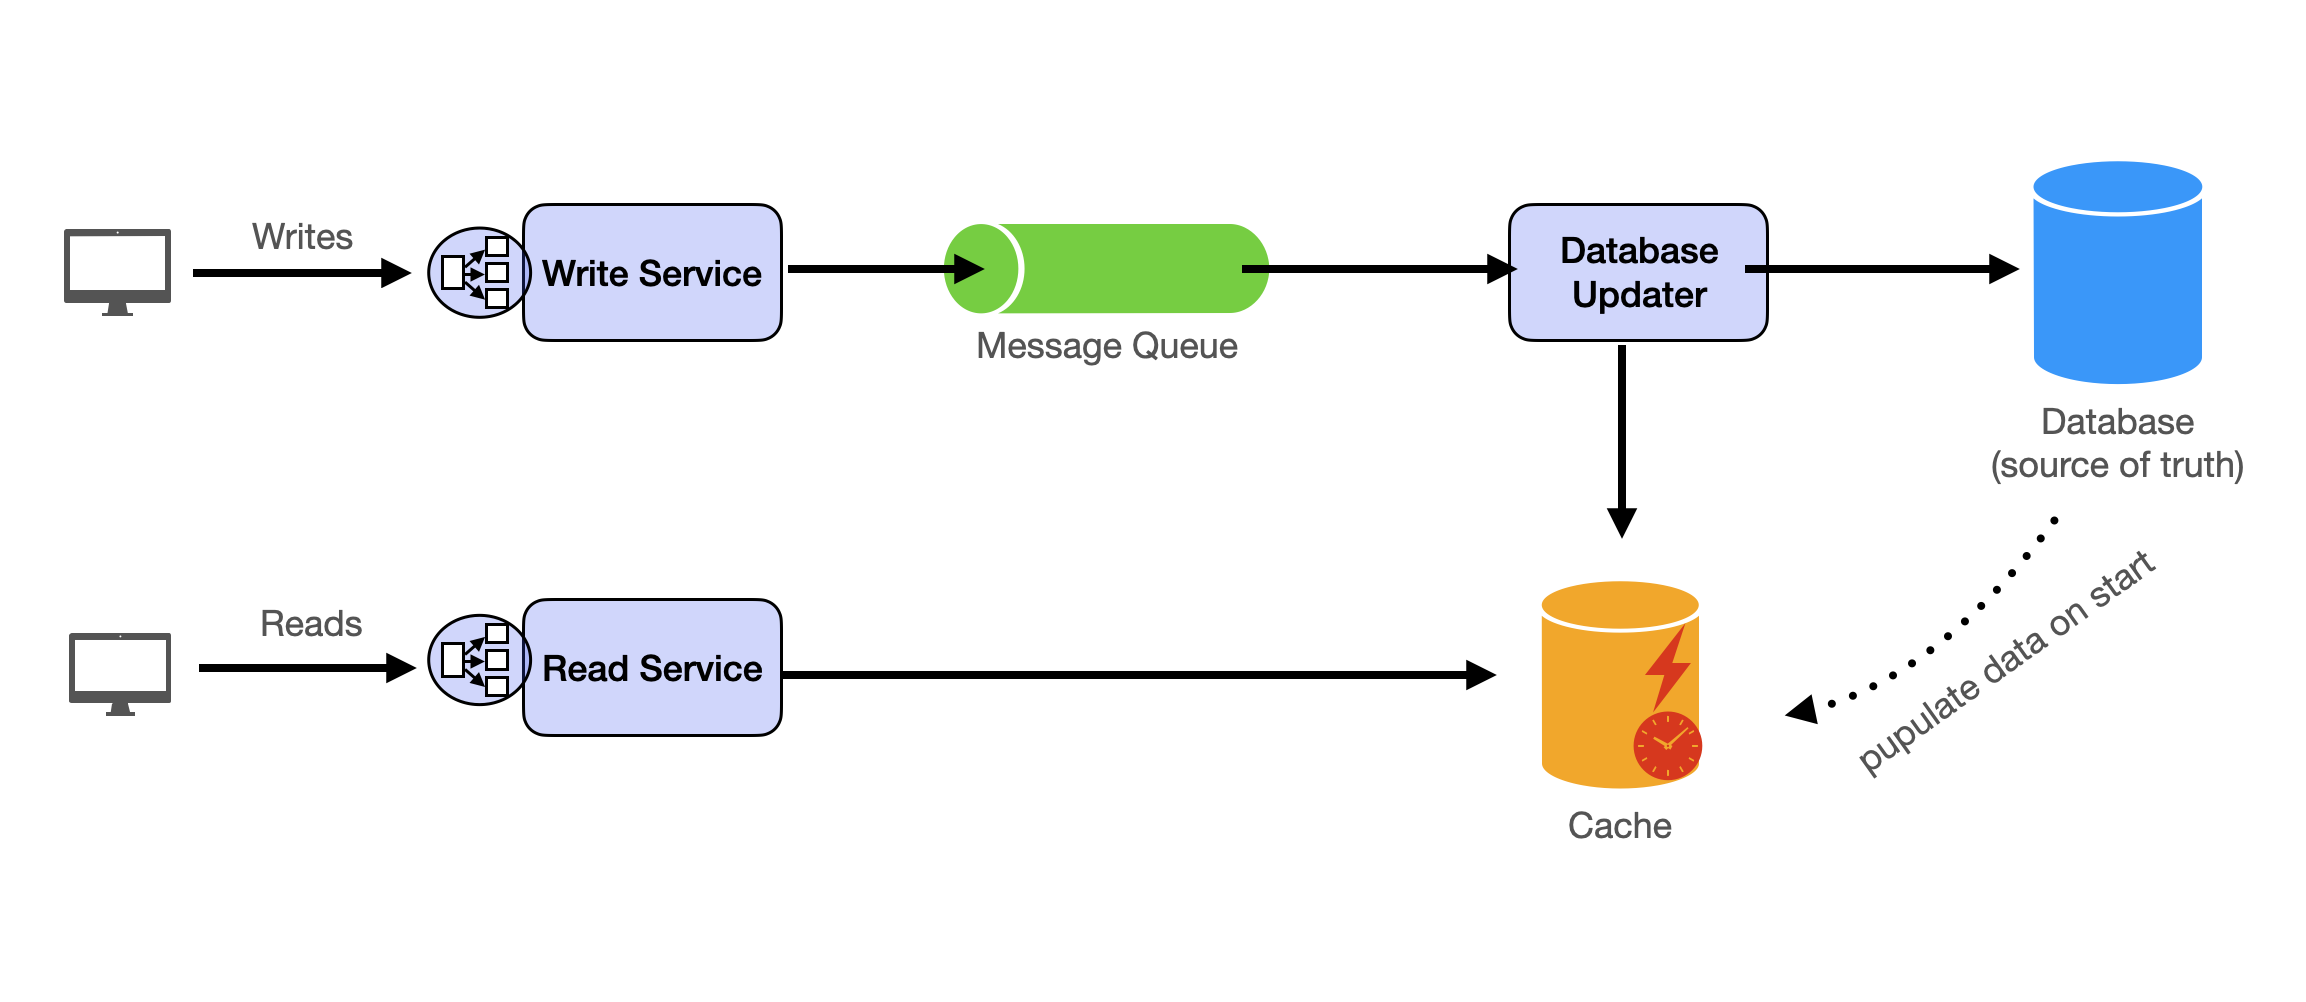 Writes
Write Service
Message Queue
Database
Updater
Database
(source of truth)
Reads
Read Service
Cache
pupulate data on start